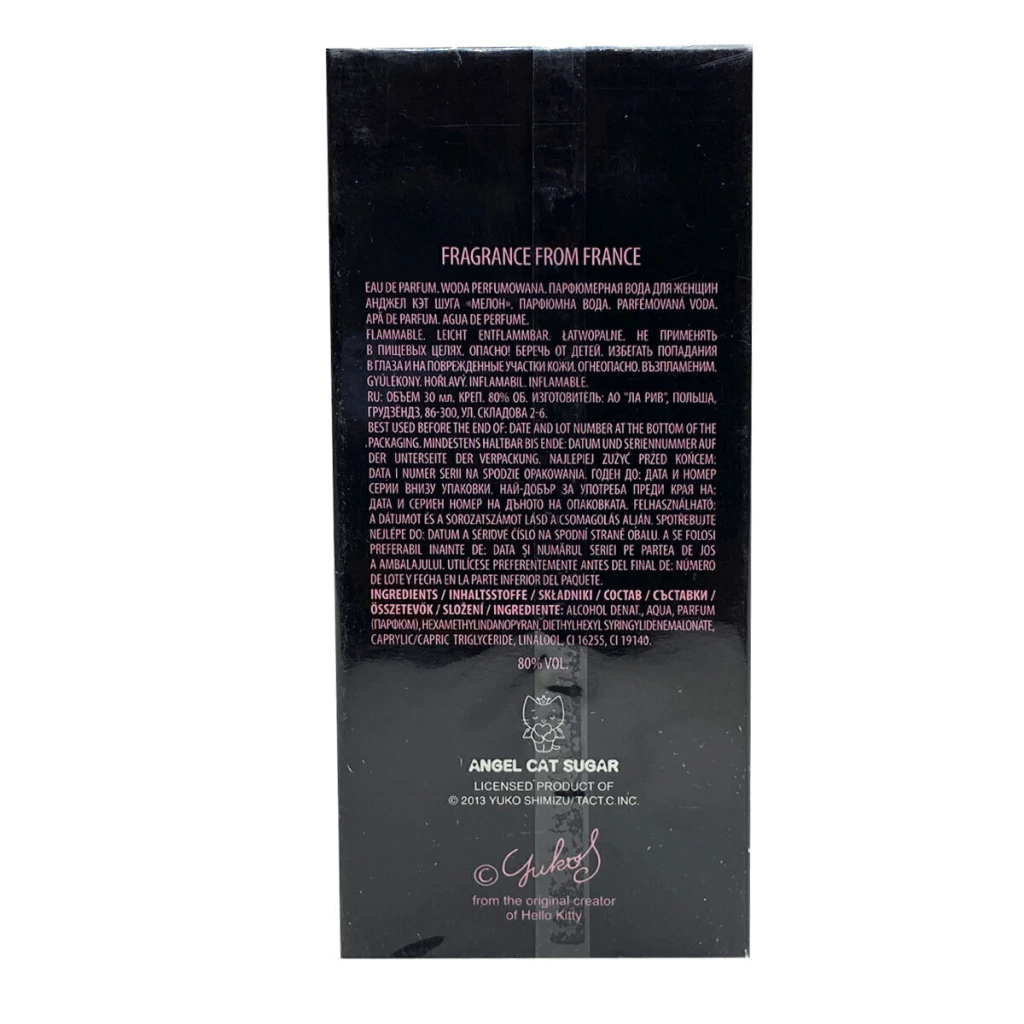 FRAGRANCE FROM FRANCE
EAU DE PARFUM. WODA PERFUMOWANA. ПАРФЮМЕРНАЯ ВОДА ДЛЯ ЖЕНЩИН
АНДЖЕЛ КЭТ ШУГА «МЕЛОН». ПАРФЮМНА ВОДА. PARFÉMOVANÁ VODA.
APĂ DE PARFUM. AGUA DE PERFUME.
FLAMMABLE. LEICHT ENTFLAMMBAR. ŁATWOPALNE. НЕ ПРИМЕНЯТЬ
В ПИЩЕВЫХ ЦЕЛЯХ. ОПАСНО! БЕРЕЧЬ ОТ ДЕТЕЙ. ИЗБЕГАТЬ ПОПАДАНИЯ
В ГЛАЗА И НА ПОВРЕЖДЕННЫЕ УЧАСТКИ КОЖИ. ОГНЕОПАСНО. ВЪЗПЛАМЕНИМ.
GYÚLÉKONY. HOŘLAVÝ. INFLAMABIL. INFLAMABLE.
RU: ОБЪЕМ 30 мл. КРЕП. 80% ОБ. ИЗГОТОВИТЕЛЬ: АО "ЛА РИВ", ПОЛЬША,
ГРУДЗЁНДЗ, 86-300, УЛ. СКЛАДОВА 2-6.
BEST USED BEFORE THE END OF: DATE AND LOT NUMBER AT THE BOTTOM OF THE
PACKAGING. MINDESTENS HALTBAR BIS ENDE: DATUM UND SERIENNUMMER AUF
DER UNTERSEITE DER VERPACKUNG. NAJLEPIEJ ZUŻYĆ PRZED KOŃCEM:
DATA I NUMER SERII NA SPODZIE OPAKOWANIA. ГОДЕН ДО: ДАТА И НОМЕР
СЕРИИ ВНИЗУ УПАКОВКИ. НАЙ-ДОБЪР ЗА УПОТРЕБА ПРЕДИ КРАЯ НА:
ДАТА И СЕРИЕН НОМЕР НА ДЪНОТО НА ОПАКОВКАТА. FELHASZNÁLHATÓ:
A DÁTUMOT ÉS A SOROZATSZÁMOT LÁSD A CSOMAGOLÁS ALJÁN. SPOTŘEBUJTE
NEJLÉPE DO: DATUM A SERIOVÉ ČÍSLO NA SPODNÍ STRANĚ OBALU. A SE FOLOSI
PREFERABIL INAINTE DE: DATA ȘI NUMĂRUL SERIEI PE PARTEA DE JOS
A AMBALAJULUI. UTILÍCESE PREFERENTEMENTE ANTES DEL FINAL DE: NÚMERO
DE LOTE Y FECHA EN LA PARTE INFERIOR DEL PAQUETE.
INGREDIENTS / INHALTSSTOFFE / SKŁADNIKI / СОСТАВ / СЪСТАВКИ /
ÖSSZETEVŐK / SLOŽENÍ / INGREDIENTE: ALCOHOL DENAT., AQUA, PARFUM
(ПАРФЮМ), HEXAMETHYLINDANOPYRAN, DIETHYLHEXYL SYRINGYLIDENEMALONATE,
CAPRYLIC/CAPRIC TRIGLYCERIDE, LINALOOL, CI 16255, CI 19140.
80% VOL.
ANGEL CAT SUGAR
LICENSED PRODUCT OF
© 2013 YUKO SHIMIZU/TACT.C INC.
© Yuko S
from the original creator
of Hello Kitty